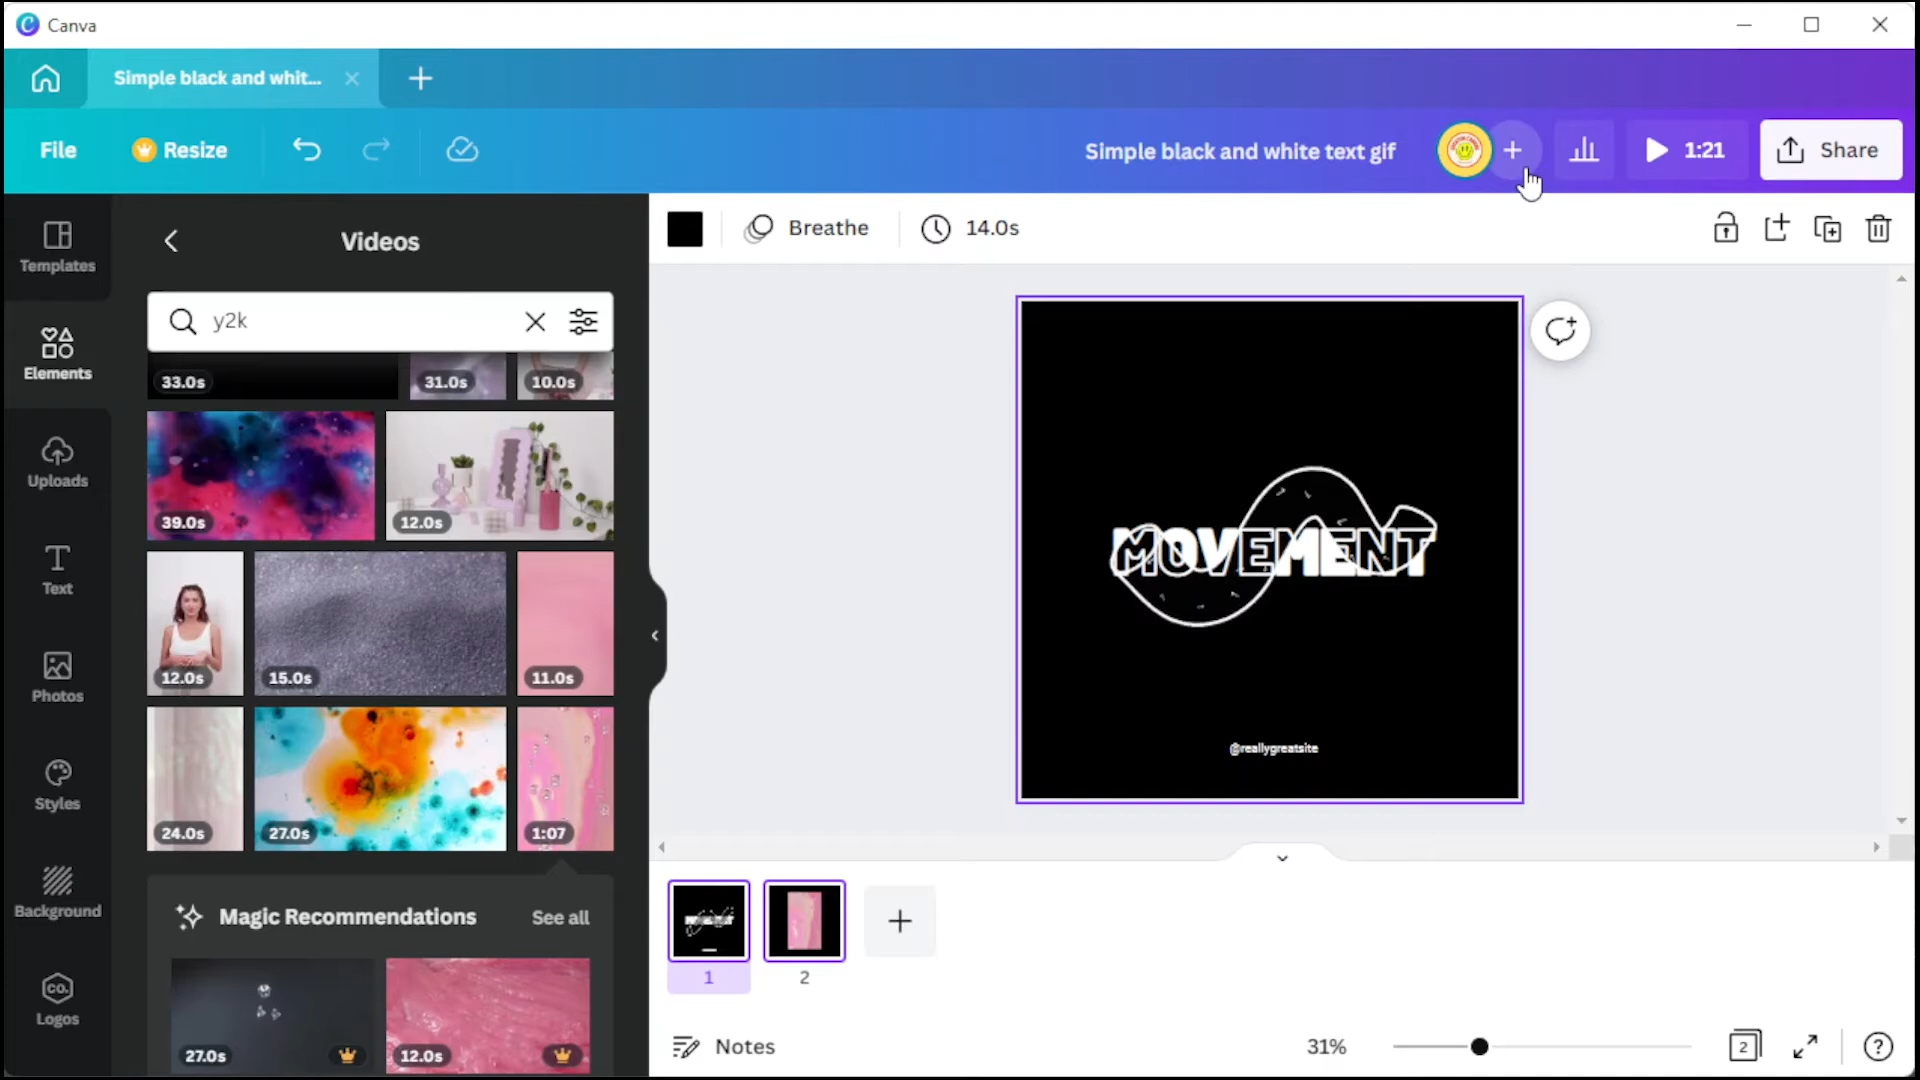 Canva
Simple black and whit...
File
Resize
Simple black and white text gif
1:21
Share
Templates
Elements
Uploads
Text
Photos
Styles
Background
CO.
Logos
Videos
y2k
33.0s
31.0s
10.0s
39.0s
12.0s
12.0s
15.0s
11.0s
24.0s
27.0s
1:07
Magic Recommendations
See all
27.0s
12.0s
Breathe
14.0s
MOVEMENT
@reallygreatsite
MOVEMENT
1
2
Notes
31%
2